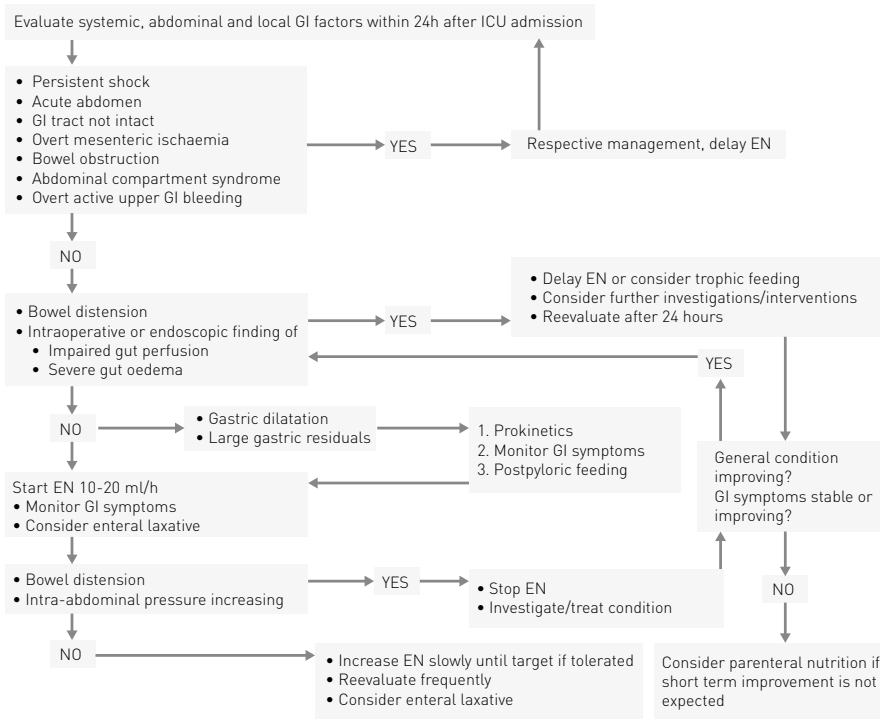 Evaluate systemic, abdominal and local GI factors within 24h after ICU admission
• Persistent shock
• Acute abdomen
• GI tract not intact
• Overt mesenteric ischaemia
• Bowel obstruction
• Abdominal compartment syndrome
• Overt active upper GI bleeding
YES
Respective management, delay EN
NO
• Bowel distension
• Intraoperative or endoscopic finding of
• Impaired gut perfusion
• Severe gut oedema
YES
• Delay EN or consider trophic feeding
• Consider further investigations/interventions
• Reevaluate after 24 hours
YES
NO
• Gastric dilatation
• Large gastric residuals
1. Prokinetics
2. Monitor GI symptoms
3. Postpyloric feeding
General condition
improving?
GI symptoms stable or
improving?
Start EN 10-20 ml/h
• Monitor GI symptoms
• Consider enteral laxative
• Bowel distension
• Intra-abdominal pressure increasing
YES
• Stop EN
• Investigate/treat condition
NO
NO
• Increase EN slowly until target if tolerated
• Reevaluate frequently
• Consider enteral laxative
Consider parenteral nutrition if
short term improvement is not
expected